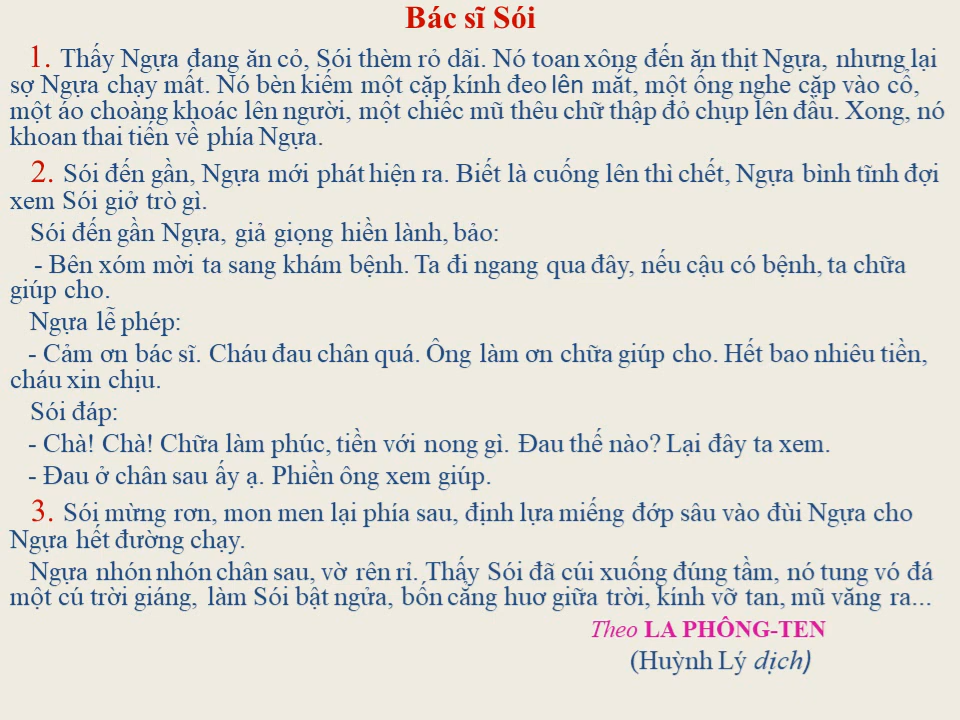 Bác sĩ Sói
1. Thấy Ngựa đang ăn cỏ, Sói thèm rỏ dãi. Nó toan xông đến ăn thịt Ngựa, nhưng lại
sợ Ngựa chạy mất. Nó bèn kiếm một cặp kính đeo lên mắt, một ống nghe cặp vào cổ,
một áo choàng khoác lên người, một chiếc mũ thêu chữ thập đỏ chụp lên đầu. Xong, nó
khoan thai tiến về phía Ngựa.
2. Sói đến gần, Ngựa mới phát hiện ra. Biết là cuống lên thì chết, Ngựa bình tĩnh đợi
xem Sói giở trò gì.
Sói đến gần Ngựa, giả giọng hiền lành, bảo:
- Bên xóm mời ta sang khám bệnh. Ta đi ngang qua đây, nếu cậu có bệnh, ta chữa
giúp cho.
Ngựa lễ phép:
- Cảm ơn bác sĩ. Cháu đau chân quá. Ông làm ơn chữa giúp cho. Hết bao nhiêu tiền,
cháu xin chịu.
Sói đáp:
- Chà! Chà! Chữa làm phúc, tiền với nong gì. Đau thế nào? Lại đây ta xem.
- Đau ở chân sau ấy ạ. Phiền ông xem giúp.
3. Sói mừng rơn, mon men lại phía sau, định lựa miếng đớp sâu vào đùi Ngựa cho
Ngựa hết đường chạy.
Ngựa nhón nhón chân sau, vờ rên rỉ. Thấy Sói đã cúi xuống đúng tầm, nó tung vó đá
một cú trời giáng, làm Sói bật ngửa, bốn cẳng huơ giữa trời, kính vỡ tan, mũ văng ra...
Theo LA PHÔNG-TEN
(Huỳnh Lý dịch)